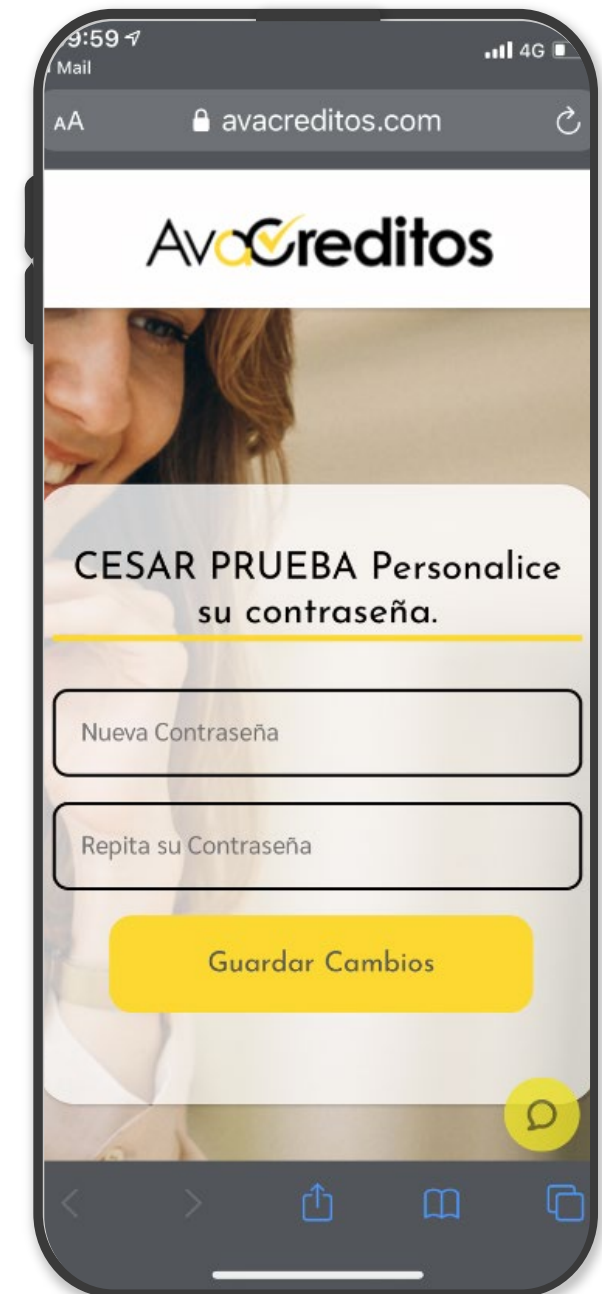 9:59
4G
Mail
AA
avacreditos.com
AvaCreditos
CESAR PRUEBA Personalice
su contraseña.
Nueva Contraseña
Repita su Contraseña
Guardar Cambios